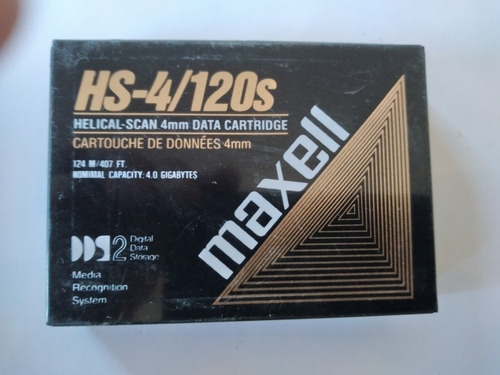 HS-4/120s
HELICAL-SCAN 4mm DATA CARTRIDGE
CARTOUCHE DE DONNÉES 4mm
124 M/407 FT.
NOMINAL CAPACITY: 4.0 GIGABYTES
maxell
DDS2 Digital
Data
Storage
Media
Recognition
System